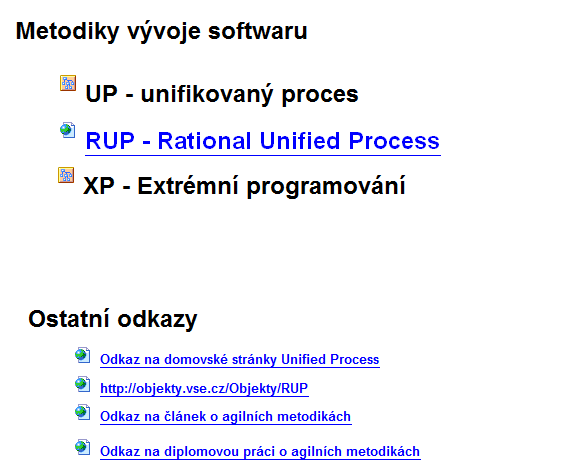 Metodiky vývoje softwaru
UP - unifikovaný proces
RUP - Rational Unified Process
XP - Extrémní programování
Ostatní odkazy
Odkaz na domovské stránky Unified Process
http://objekty.vse.cz/Objekty/RUP
Odkaz na článek o agilních metodikách
Odkaz na diplomovou práci o agilních metodikách